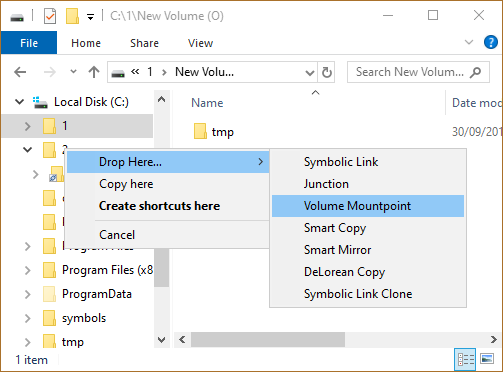 C:\1\New Volume (O)
File Home Share View
1 New Volu...
Search New Volum...
Local Disk (C:)
Name
Date mod
1
tmp
30/09/201
2
Drop Here...
Symbolic Link
Copy here
Junction
Create shortcuts here
Volume Mountpoint
Smart Copy
Cancel
Smart Mirror
Program Files
DeLorean Copy
Program Files (x8
Symbolic Link Clone
ProgramData
symbols
tmp
1 item